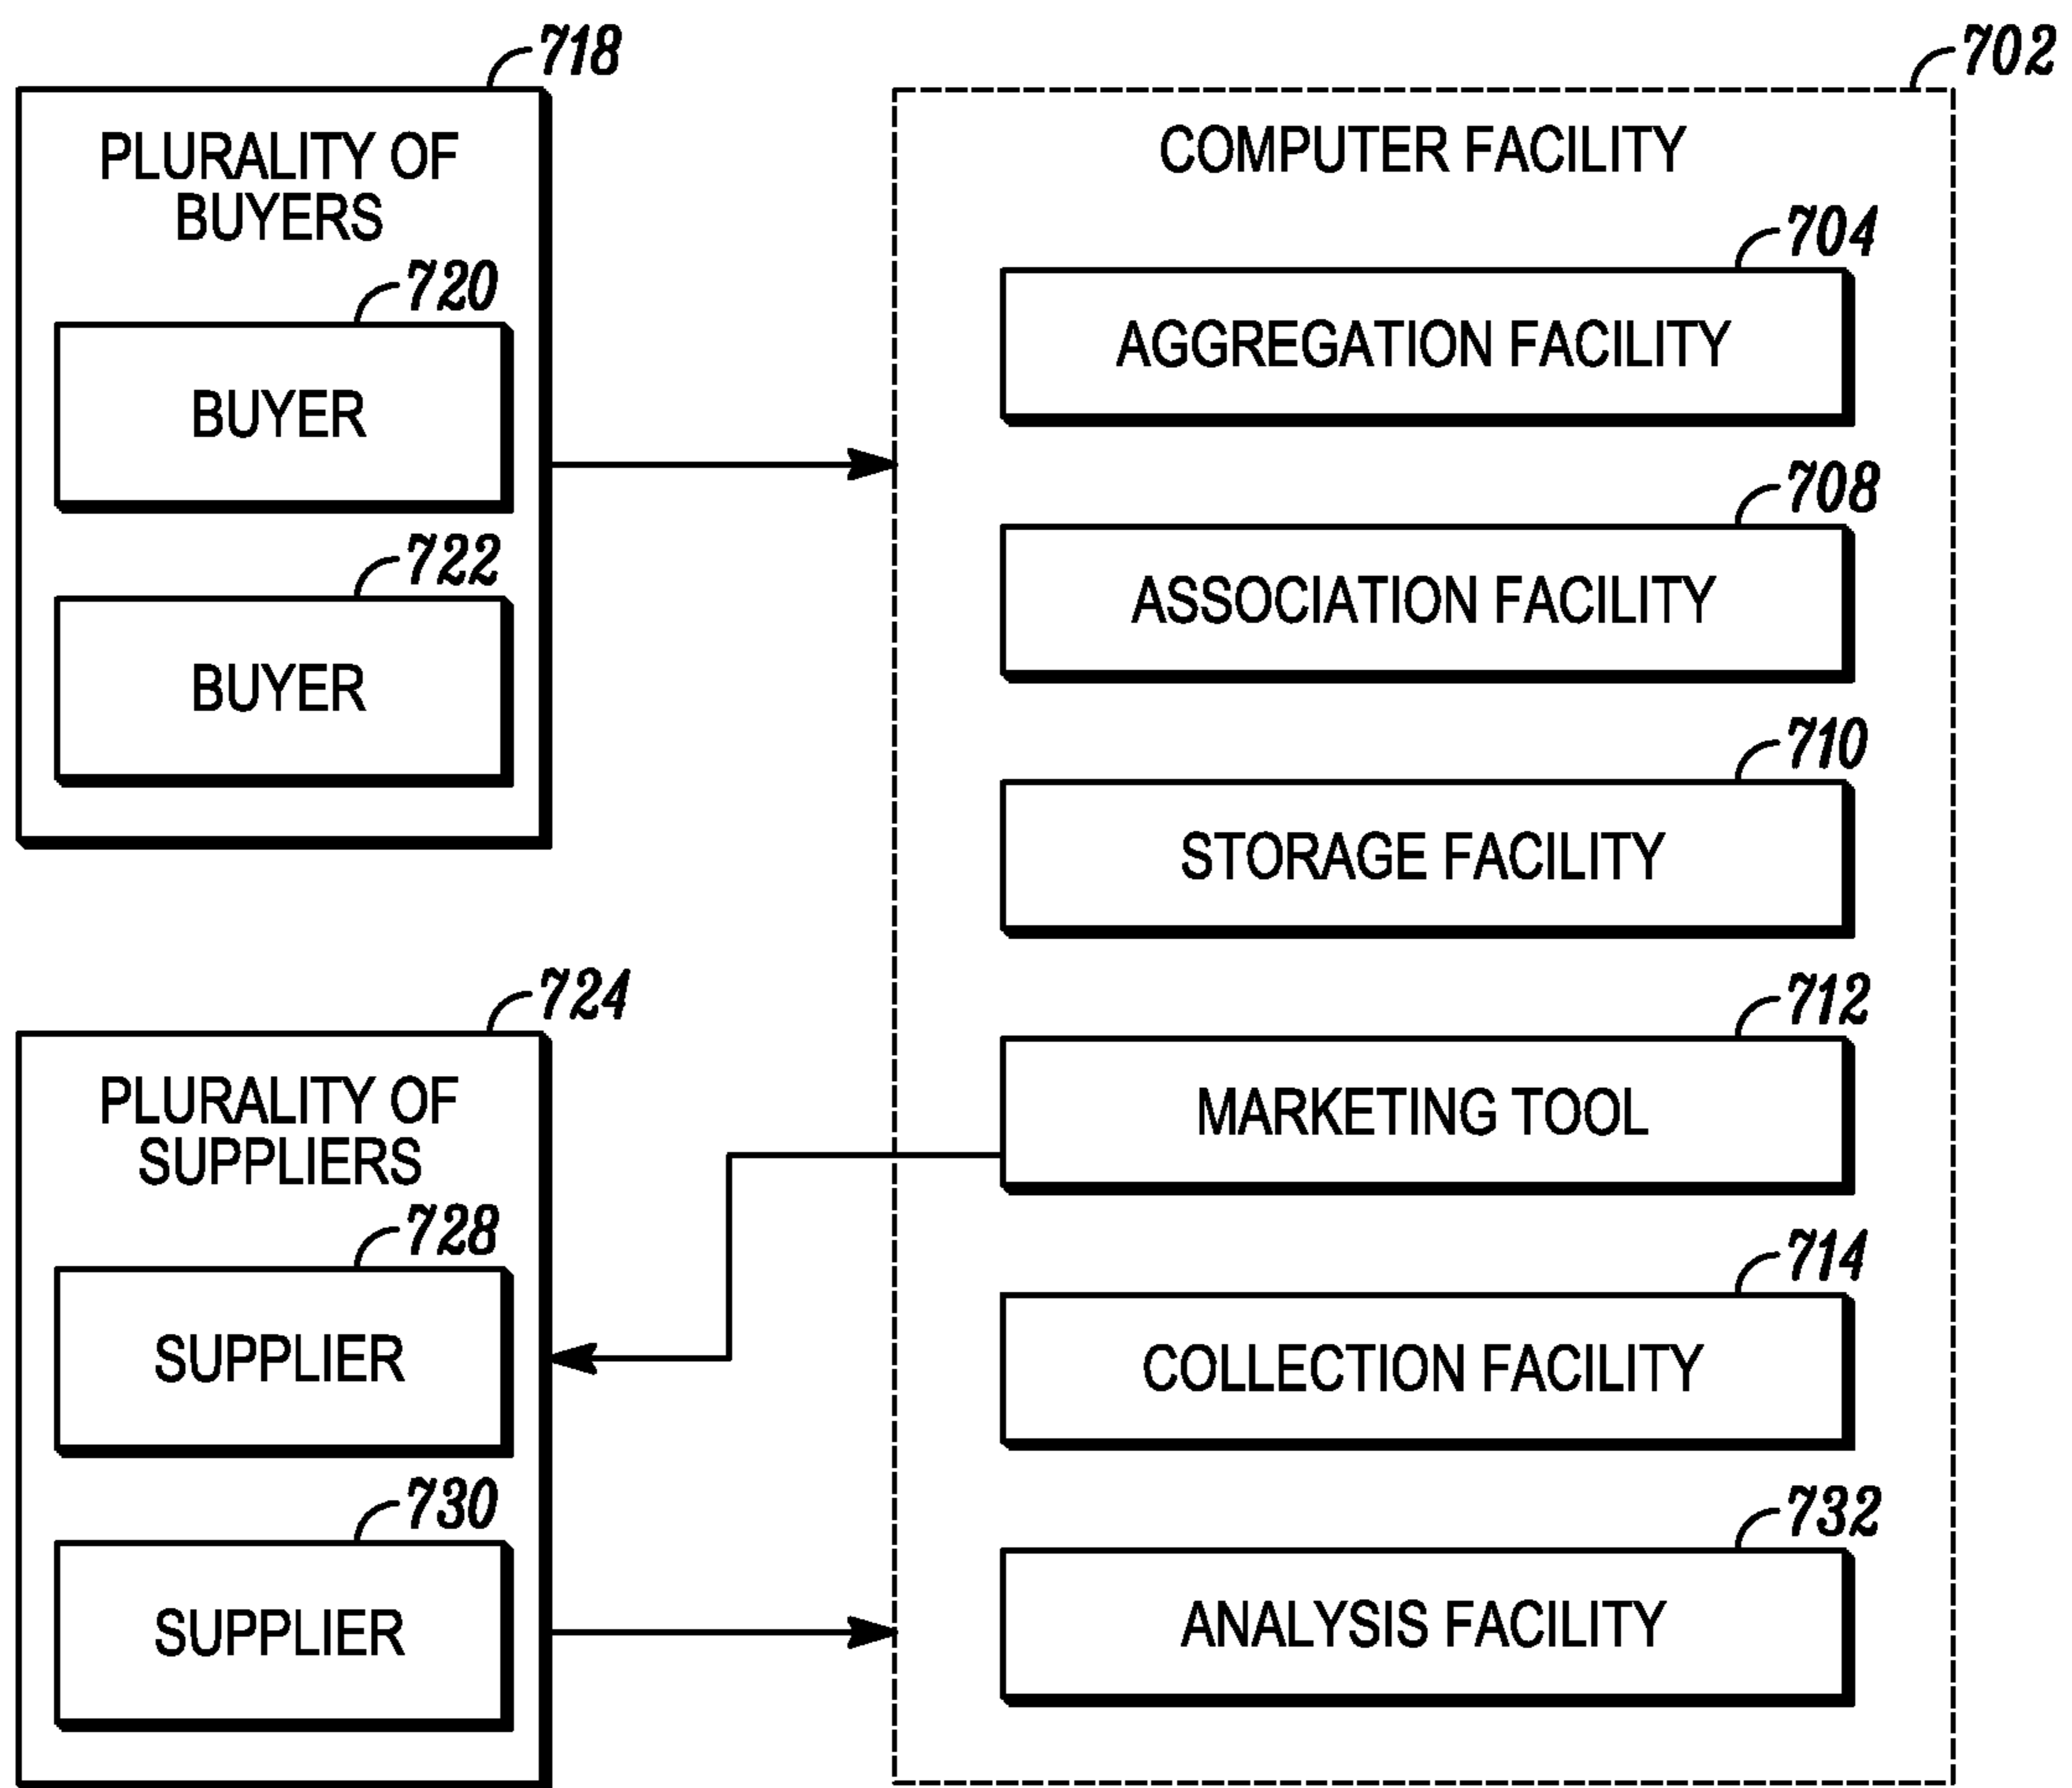 718
PLURALITY OF
BUYERS
720
BUYER
722
BUYER
724
PLURALITY OF
SUPPLIERS
728
SUPPLIER
730
SUPPLIER
702
COMPUTER FACILITY
704
AGGREGATION FACILITY
708
ASSOCIATION FACILITY
710
STORAGE FACILITY
712
MARKETING TOOL
714
COLLECTION FACILITY
732
ANALYSIS FACILITY